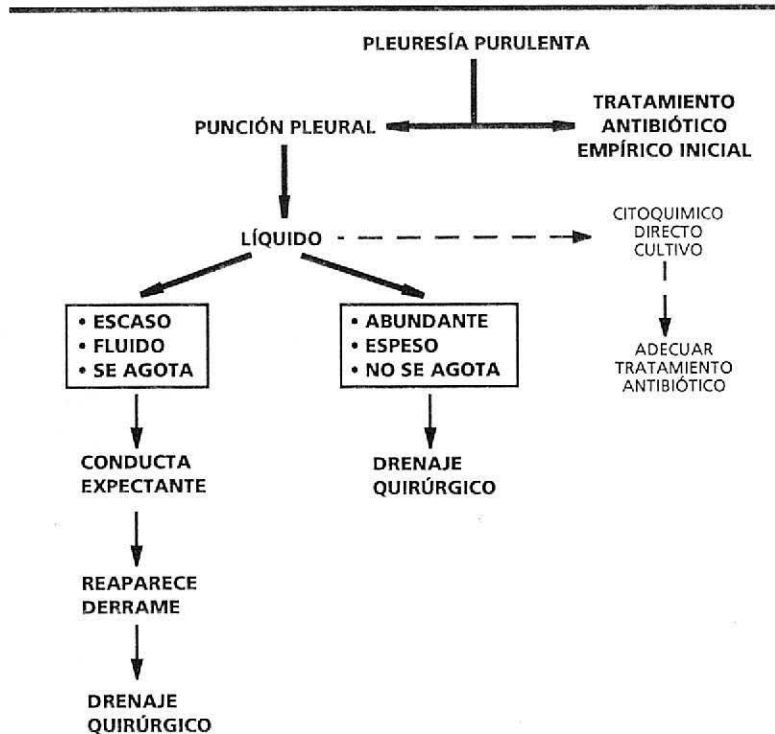 PLEURESÍA PURULENTA
PUNCIÓN PLEURAL
TRATAMIENTO
ANTIBIÓTICO
EMPÍRICO INICIAL
LÍQUIDO
CITOQUIMICO
DIRECTO
CULTIVO
• ESCASO
• FLUIDO
• SE AGOTA
• ABUNDANTE
• ESPESO
• NO SE AGOTA
ADECUAR
TRATAMIENTO
ANTIBIÓTICO
CONDUCTA
EXPECTANTE
DRENAJE
QUIRÚRGICO
REAPARECE
DERRAME
DRENAJE
QUIRÚRGICO